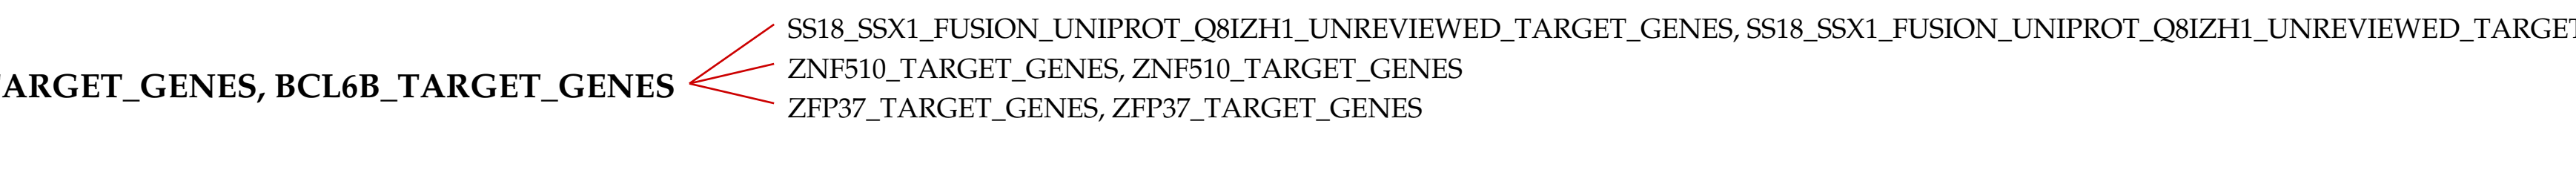 SS18_SSX1_FUSION_UNIPROT_Q8IZH1_UNREVIEWED_TARGET_GENES, SS18_SSX1_FUSION_UNIPROT_Q8IZH1_UNREVIEWED_TARGET
ZNF510_TARGET_GENES, ZNF510_TARGET_GENES
ARGET_GENES, BCL6B_TARGET_GENES
ZFP37_TARGET_GENES, ZFP37_TARGET_GENES